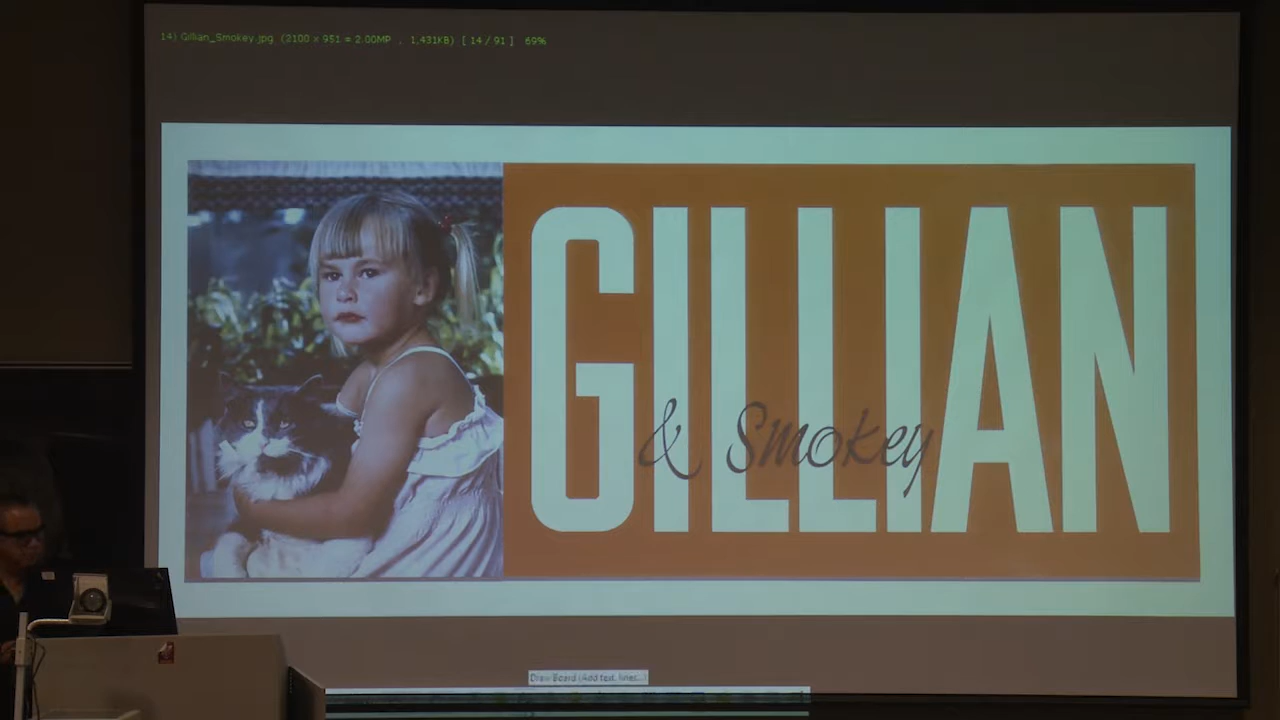 14) Gillian_Smokey.jpg (2100 x 951 = 2.00MP , 1,431KB) [ 14 / 91 ] 69%
GILLIAN
& Smokey
Draw Board (Add text, lines...)